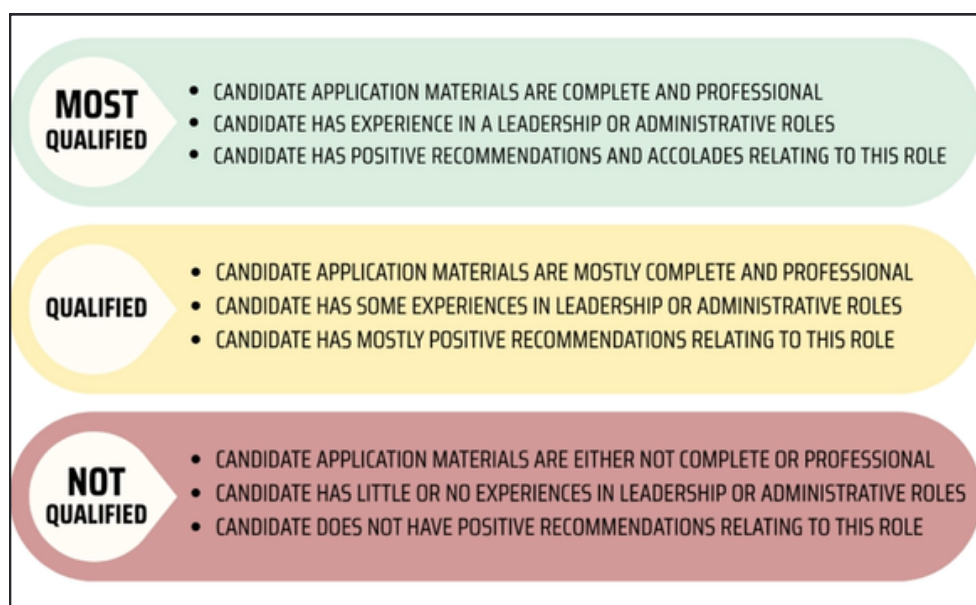 MOST
QUALIFIED
• CANDIDATE APPLICATION MATERIALS ARE COMPLETE AND PROFESSIONAL
• CANDIDATE HAS EXPERIENCE IN A LEADERSHIP OR ADMINISTRATIVE ROLES
• CANDIDATE HAS POSITIVE RECOMMENDATIONS AND ACCOLADES RELATING TO THIS ROLE
QUALIFIED
• CANDIDATE APPLICATION MATERIALS ARE MOSTLY COMPLETE AND PROFESSIONAL
• CANDIDATE HAS SOME EXPERIENCES IN LEADERSHIP OR ADMINISTRATIVE ROLES
• CANDIDATE HAS MOSTLY POSITIVE RECOMMENDATIONS RELATING TO THIS ROLE
NOT
QUALIFIED
• CANDIDATE APPLICATION MATERIALS ARE EITHER NOT COMPLETE OR PROFESSIONAL
• CANDIDATE HAS LITTLE OR NO EXPERIENCES IN LEADERSHIP OR ADMINISTRATIVE ROLES
• CANDIDATE DOES NOT HAVE POSITIVE RECOMMENDATIONS RELATING TO THIS ROLE